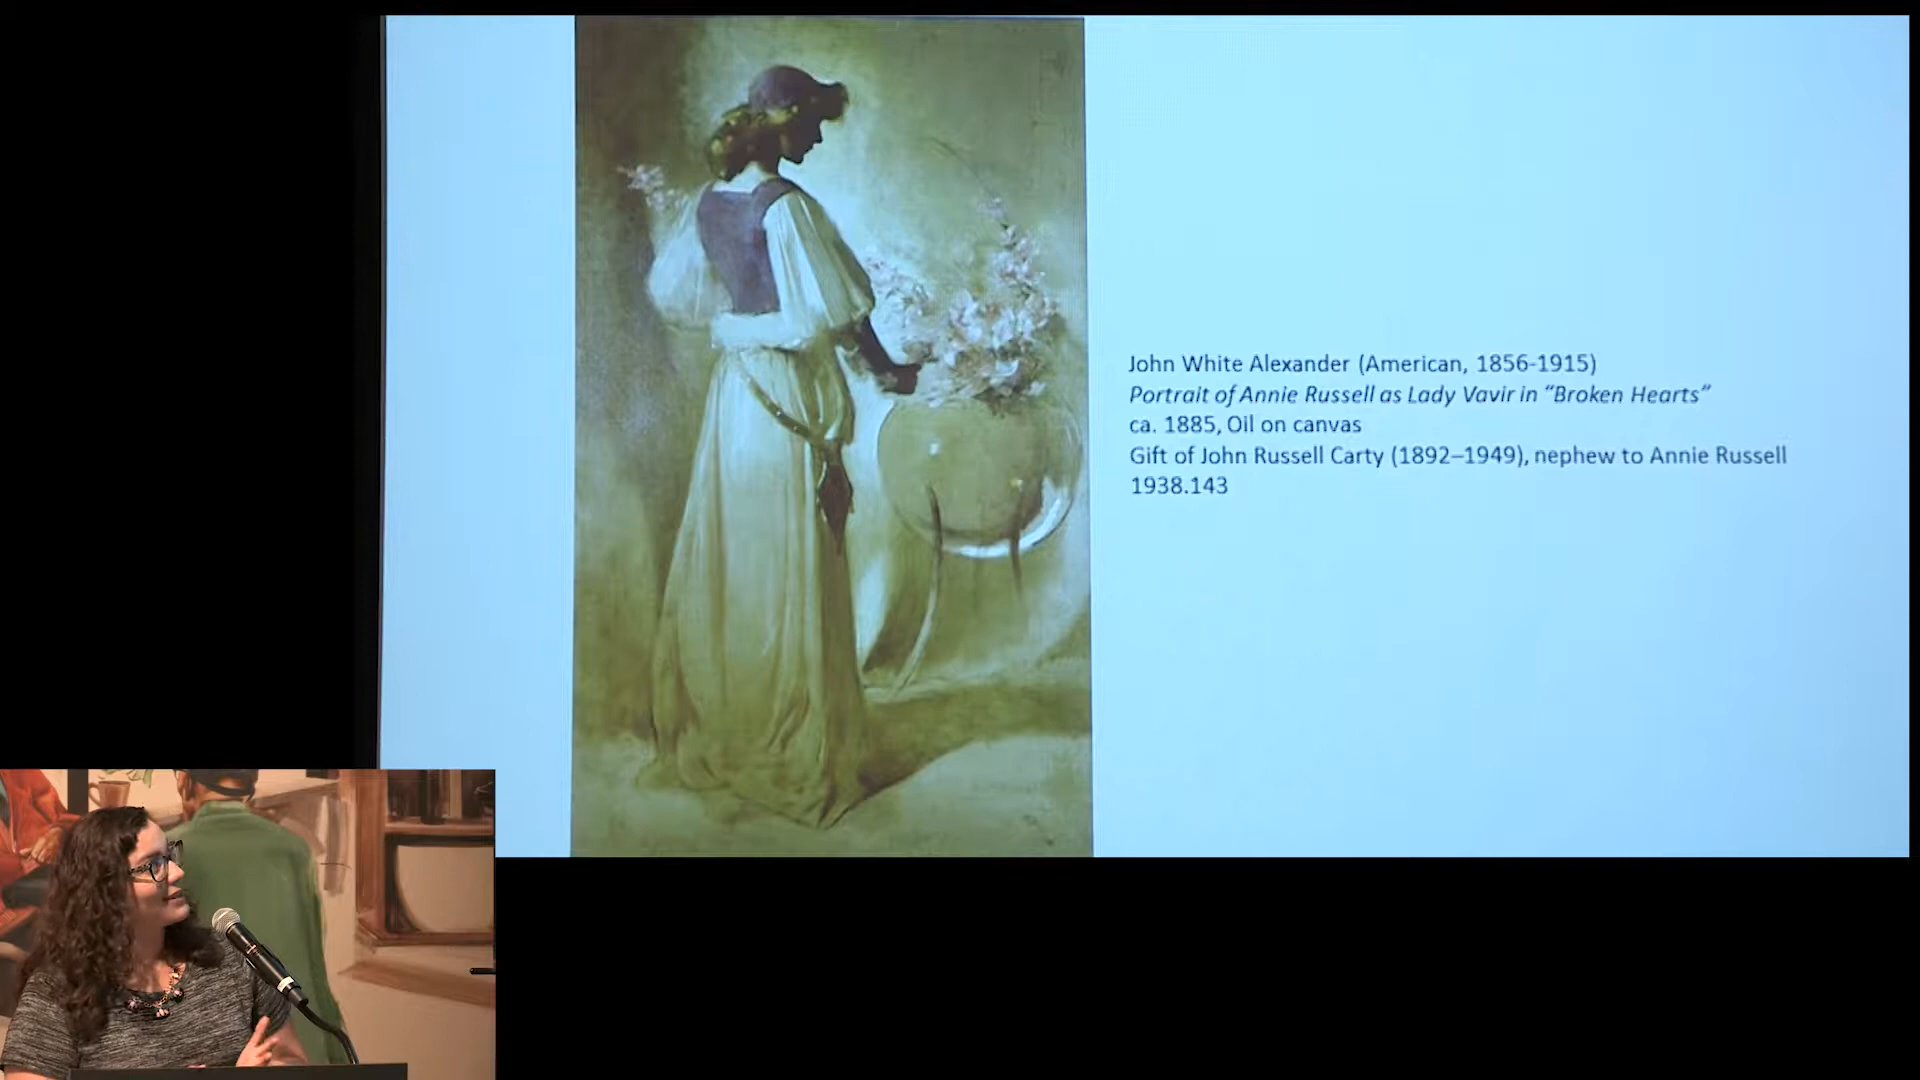 John White Alexander (American, 1856-1915)
Portrait of Annie Russell as Lady Vavir in “Broken Hearts”
ca. 1885, Oil on canvas
Gift of John Russell Carty (1892–1949), nephew to Annie Russell
1938.143